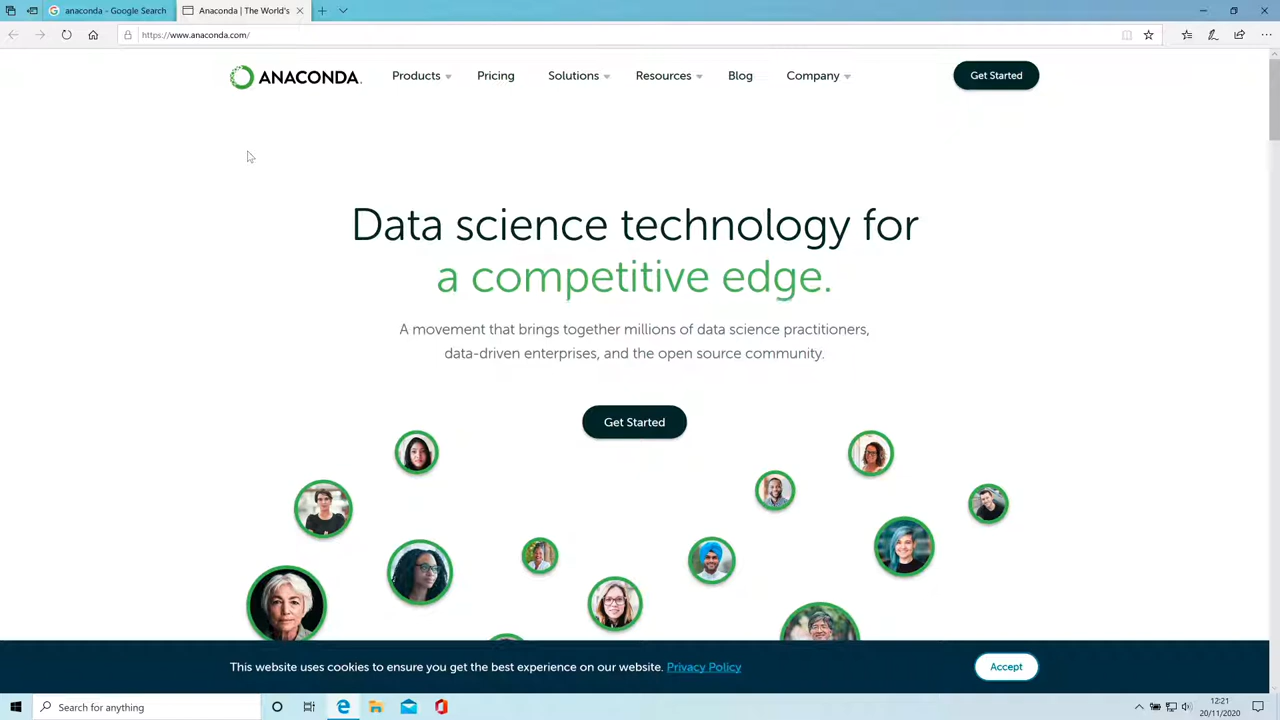 anaconda - Google Search
Anaconda | The World's
https://www.anaconda.com/
ANACONDA.
Products
Pricing
Solutions
Resources
Blog
Company
Get Started
Data science technology for
a competitive edge.
A movement that brings together millions of data science practitioners,
data-driven enterprises, and the open source community.
Get Started
This website uses cookies to ensure you get the best experience on our website. Privacy Policy
Accept
Search for anything
12:21
20/11/2020